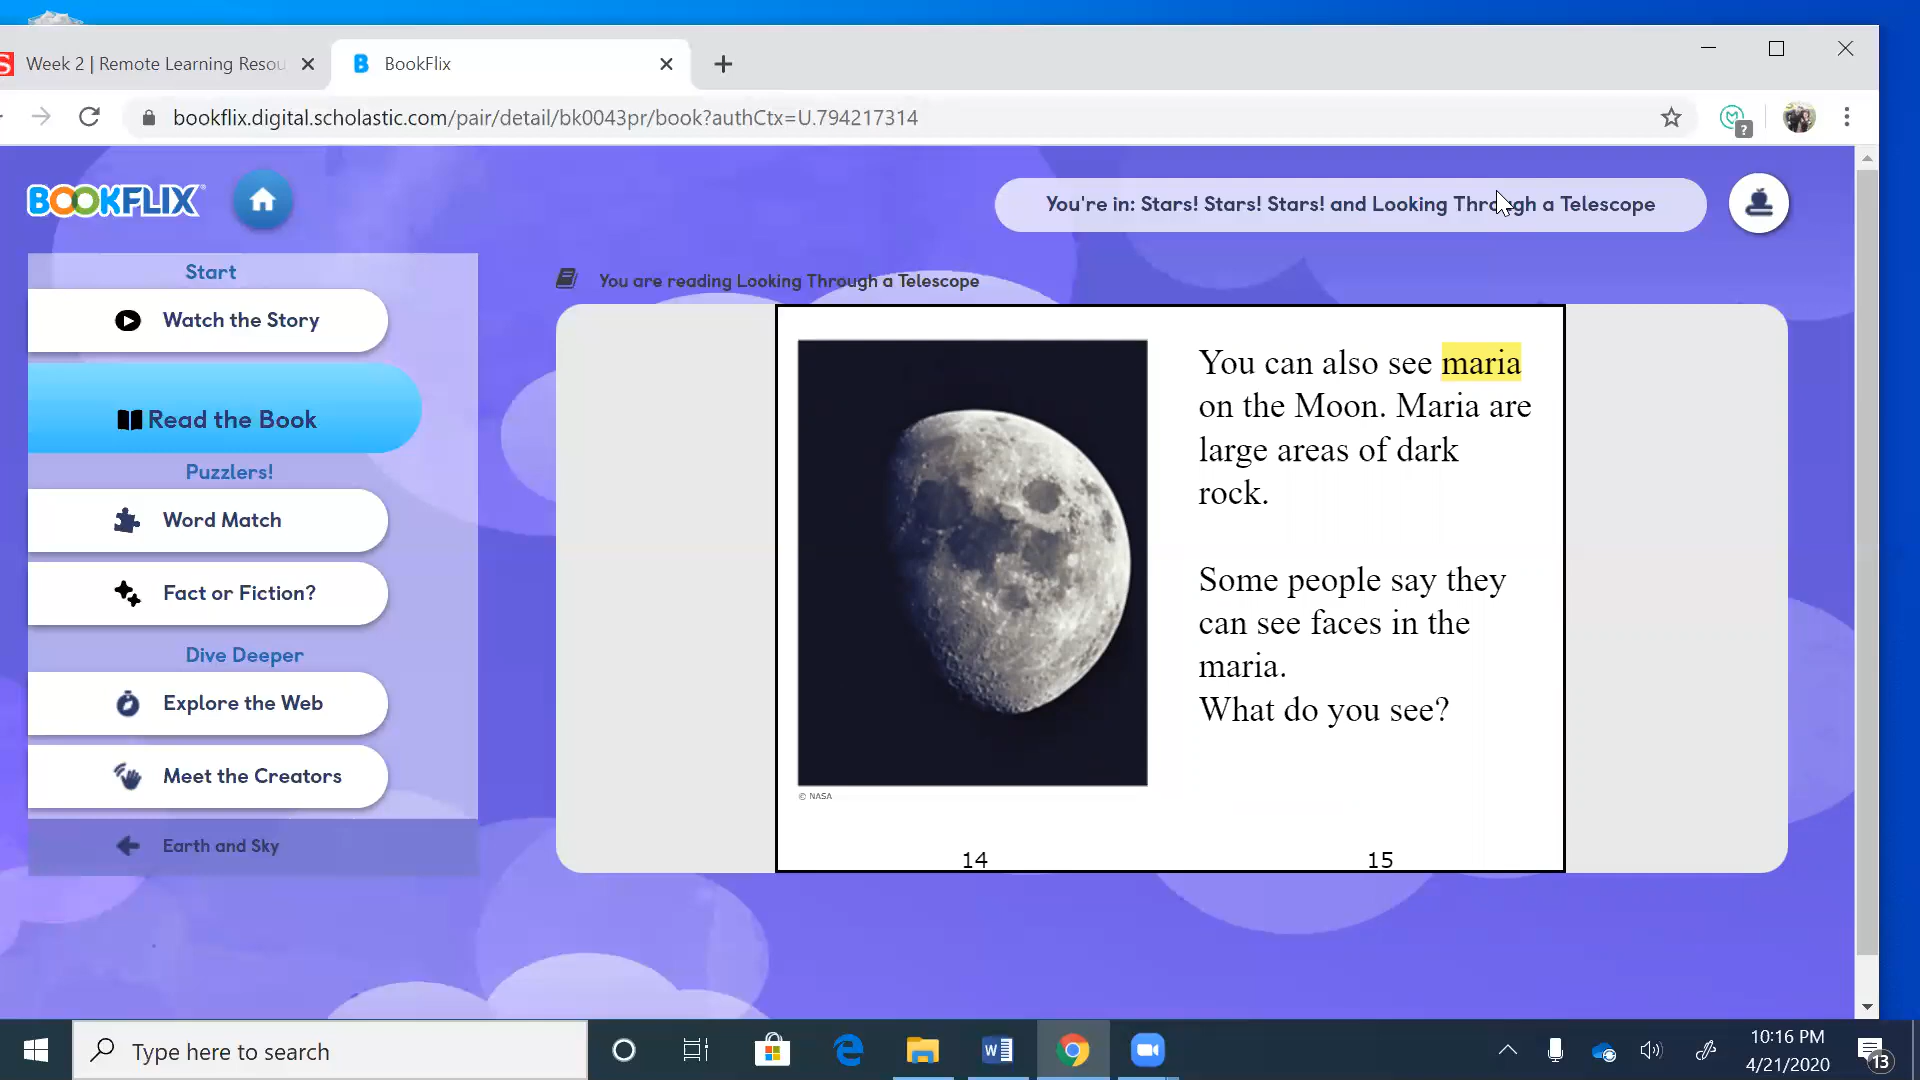 Week 2 | Remote Learning Resou
BookFlix
bookflix.digital.scholastic.com/pair/detail/bk0043pr/book?authCtx=U.794217314
BOOKFLIX
You're in: Stars! Stars! Stars! and Looking Through a Telescope
Start
Watch the Story
Read the Book
Puzzlers!
Word Match
Fact or Fiction?
Dive Deeper
Explore the Web
Meet the Creators
Earth and Sky
You are reading Looking Through a Telescope
© NASA
14
You can also see maria
on the Moon. Maria are
large areas of dark
rock.
Some people say they
can see faces in the
maria.
What do you see?
15
Type here to search
10:16 PM
4/21/2020
13